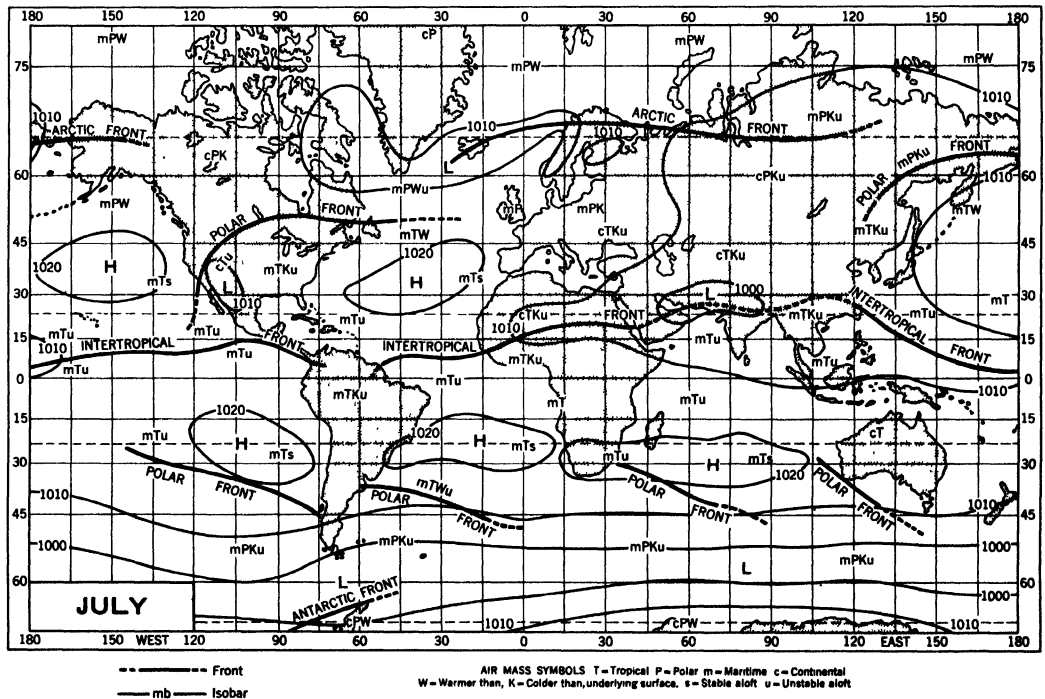 180 150 120 90 60 30 0 30 60 90 120 150 180
mPW cP mPW mPW
75 75
mPW
1010 ARCTIC FRONT 1010 ARCTIC FRONT mPKu 1010
1010
cPK L mPKu FRONT
60 mPWu cPKu POLAR 1010 60
mPW mP mPK mTW
POLAR FRONT mTKu
mTW cTKu
45 45
1020 H mTs cTu mTKu 1020 H mTs cTKu
L 1010 L 1000
30 mT 30
mTu mTu mTu cTKu FRONT mTKu INTERTROPICAL mTu
15 1010 15
1010 INTERTROPICAL mTu FRONT INTERTROPICAL mTu FRONT
mTu mTKu mTu
0 mTKu 1010 0
mT mTu
15 1020 1020 15
mTu H mTs H mTs cT
30 mTu H mTs 1020 30
POLAR FRONT mTWu POLAR POLAR
1010 POLAR FRONT FRONT FRONT 1010
45 45
1000 mPKu mPKu mPKu 1000
60 L L 60
JULY ANTARCTIC FRONT 1000
cPW 1010 cPW 1010
180 150 WEST 120 90 60 30 0 30 60 90 120 EAST 150 180
Front
mb Isobar
AIR MASS SYMBOLS T=Tropical P=Polar m=Maritime c=Continental
W=Warmer than, K=Colder than, underlying surface. s=Stable aloft u=Unstable aloft